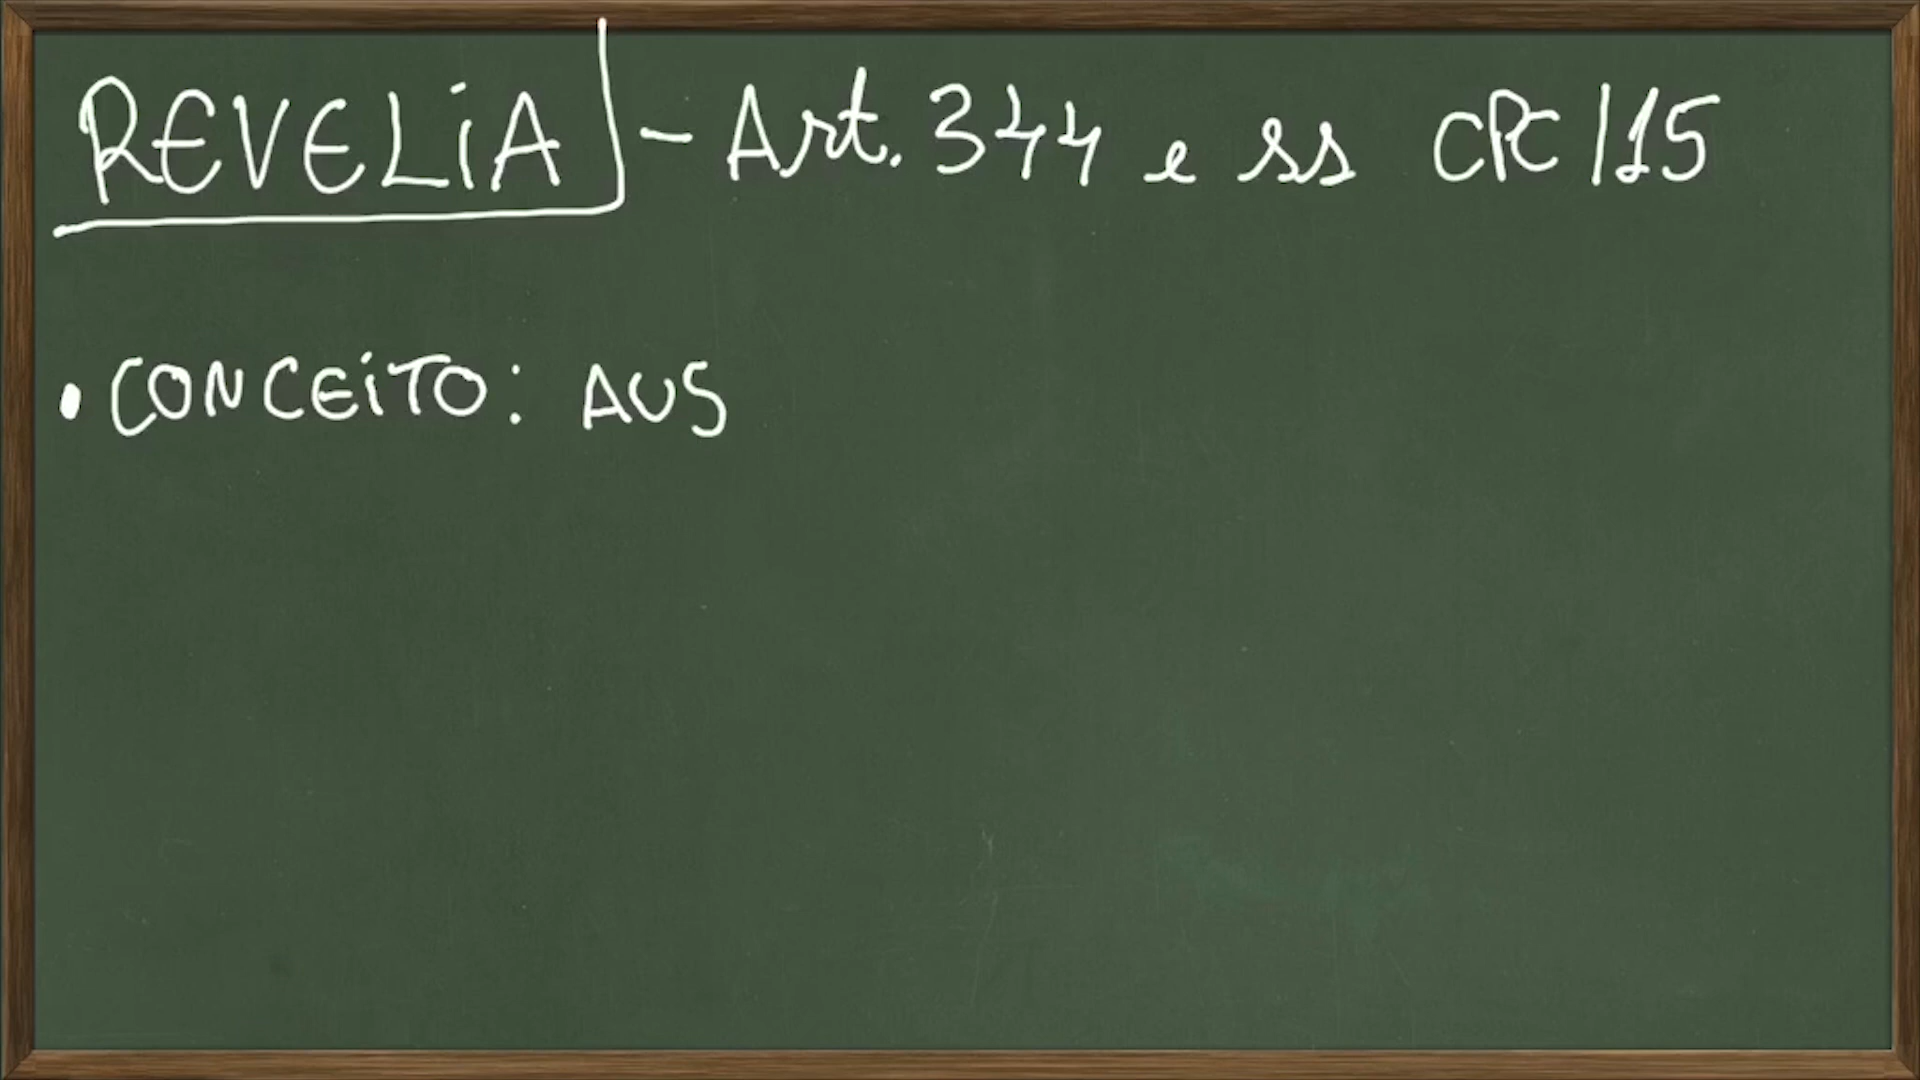 REVELiA - Art. 344 e ss CPC/15
• CONCEiTO: AUS